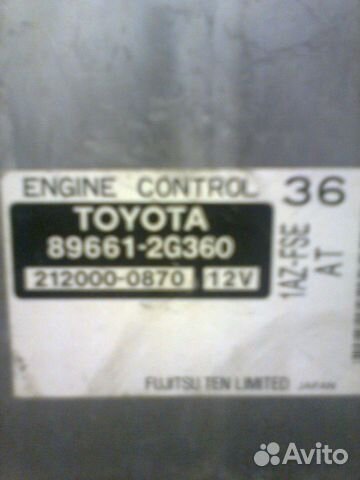 ENGINE CONTROL 36
TOYOTA
89661-2G360
212000-0870 12V
1AZ-FSE
AT
FUJITSU TEN LIMITED JAPAN
Avito